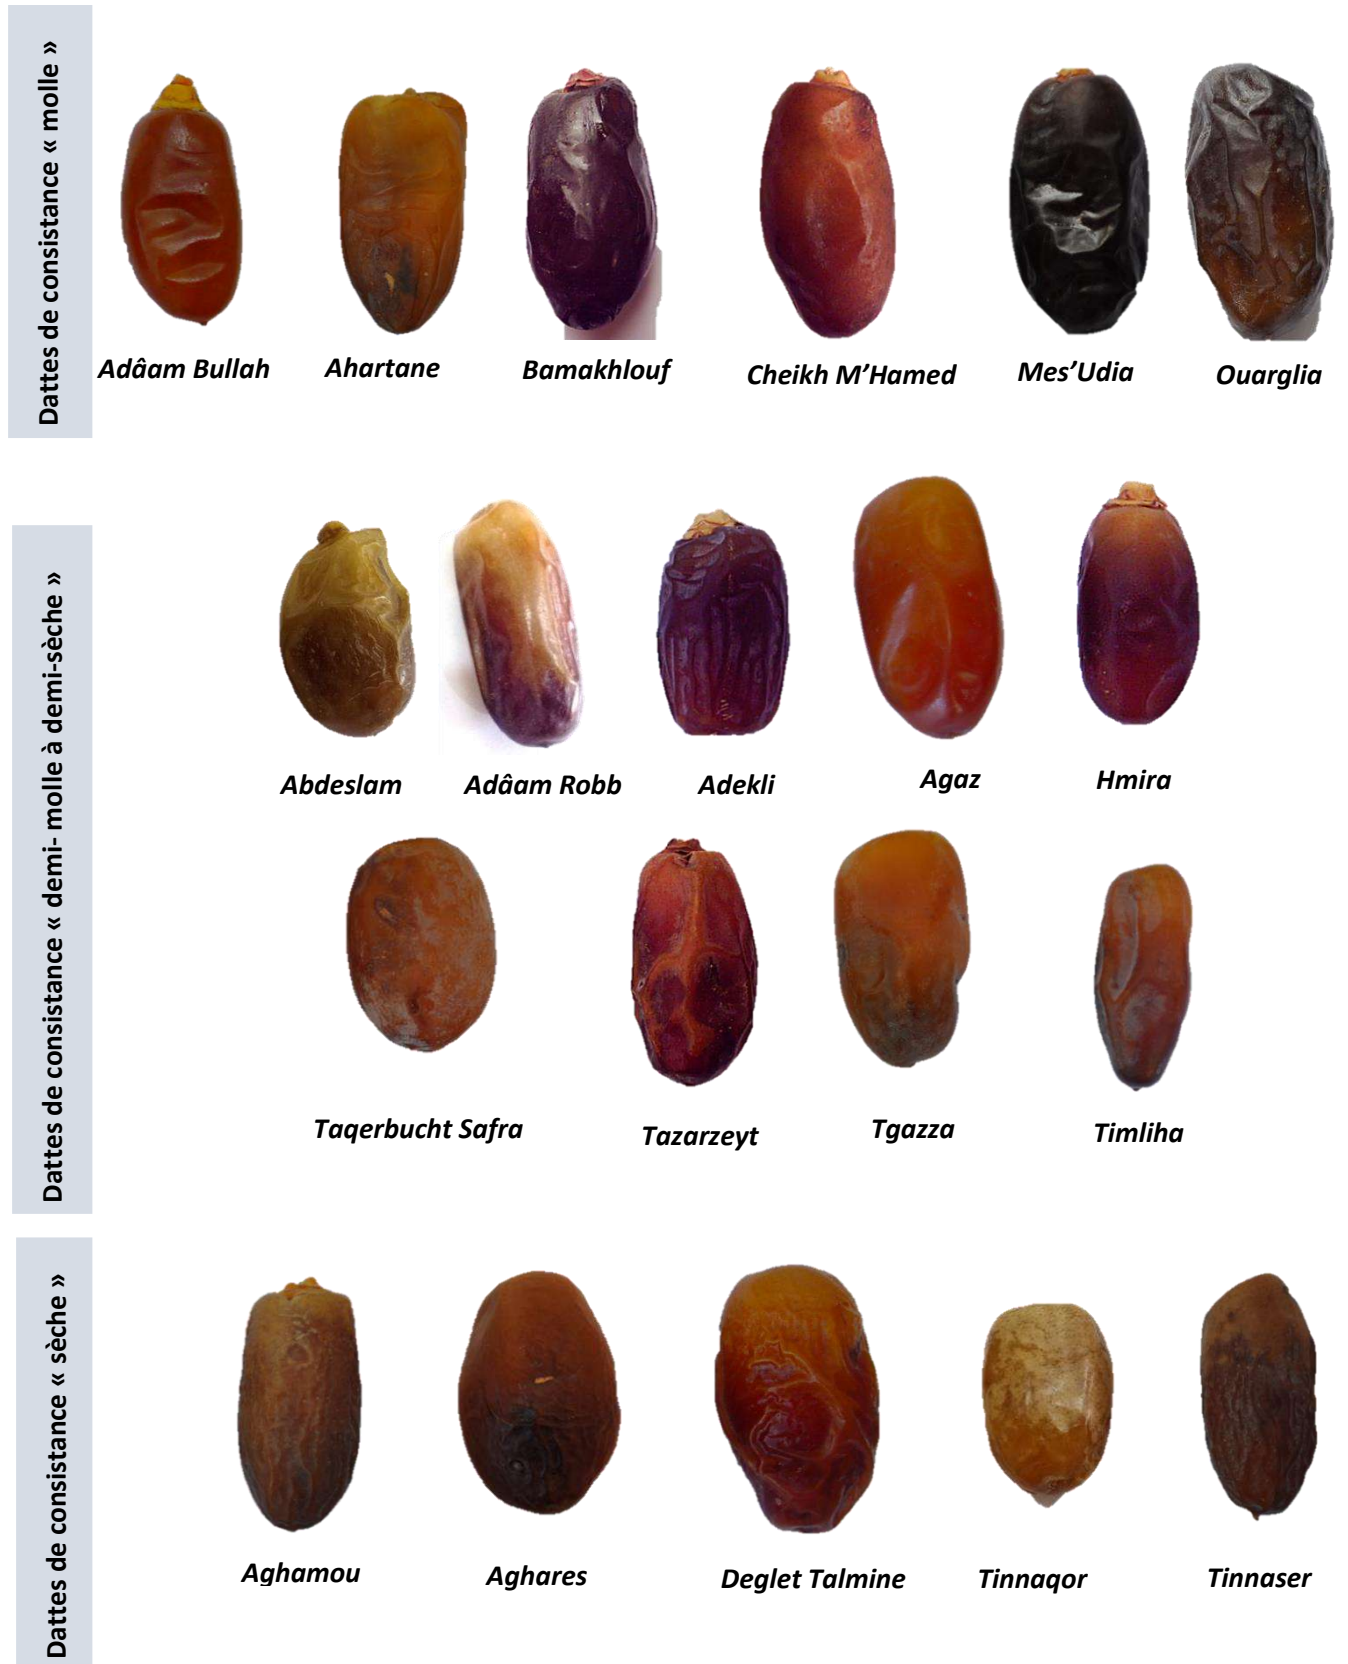 Dattes de consistance « molle »
Adâam Bullah
Ahartane
Bamakhlouf
Cheikh M’Hamed
Mes’Udia
Ouarglia
Dattes de consistance « demi- molle à demi-sèche »
Abdeslam
Adâam Robb
Adekli
Agaz
Hmira
Taqerbucht Safra
Tazarzeyt
Tgazza
Timliha
Dattes de consistance « sèche »
Aghamou
Aghares
Deglet Talmine
Tinnaqor
Tinnaser